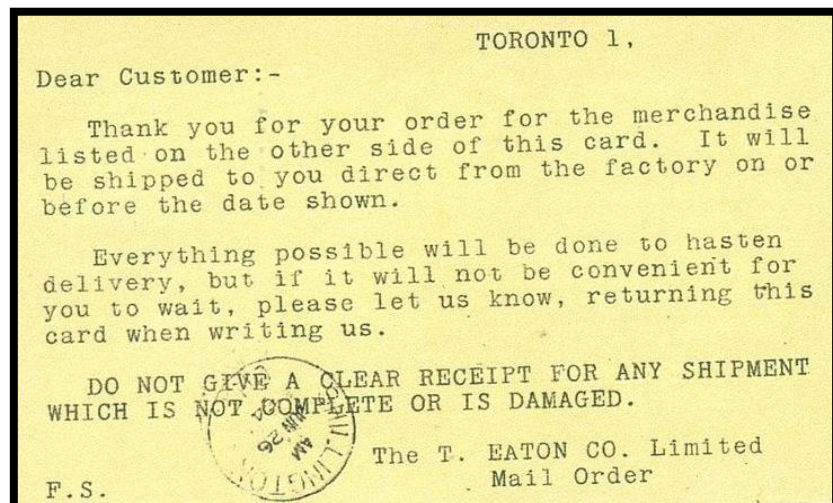 TORONTO 1,
Dear Customer:-
Thank you for your order for the merchandise
listed on the other side of this card. It will
be shipped to you direct from the factory on or
before the date shown.
Everything possible will be done to hasten
delivery, but if it will not be convenient for
you to wait, please let us know, returning this
card when writing us.
DO NOT GIVE A CLEAR RECEIPT FOR ANY SHIPMENT
WHICH IS NOT COMPLETE OR IS DAMAGED.
AM
JUN 26
The T. EATON CO. Limited
Mail Order
F.S.